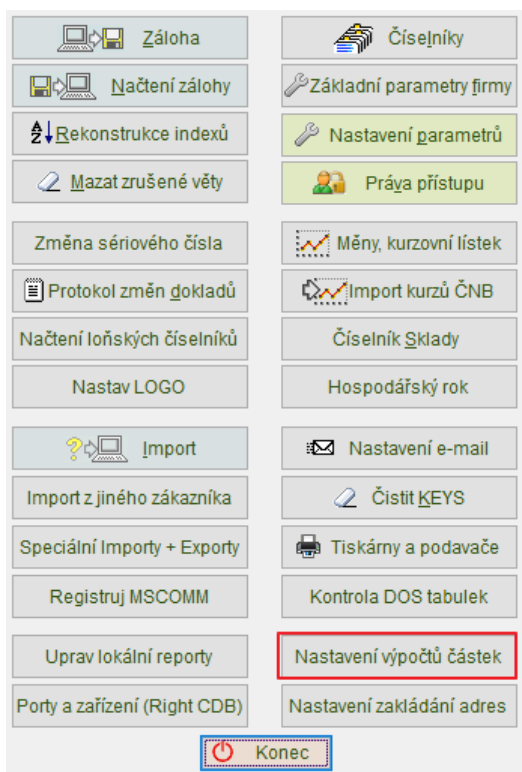 Záloha
Číselníky
Načtení zálohy
Základní parametry firmy
Rekonstrukce indexů
Nastavení parametrů
Mazat zrušené věty
Práva přístupu
Změna sériového čísla
Měny, kurzovní lístek
Protokol změn dokladů
Import kurzů ČNB
Načtení loňských číselníků
Číselník Sklady
Nastav LOGO
Hospodářský rok
Import
Nastavení e-mail
Import z jiného zákazníka
Čistit KEYS
Speciální Importy + Exporty
Tiskárny a podavače
Registruj MSCOMM
Kontrola DOS tabulek
Uprav lokální reporty
Nastavení výpočtů částek
Porty a zařízení (Right CDB)
Nastavení zakládání adres
Konec